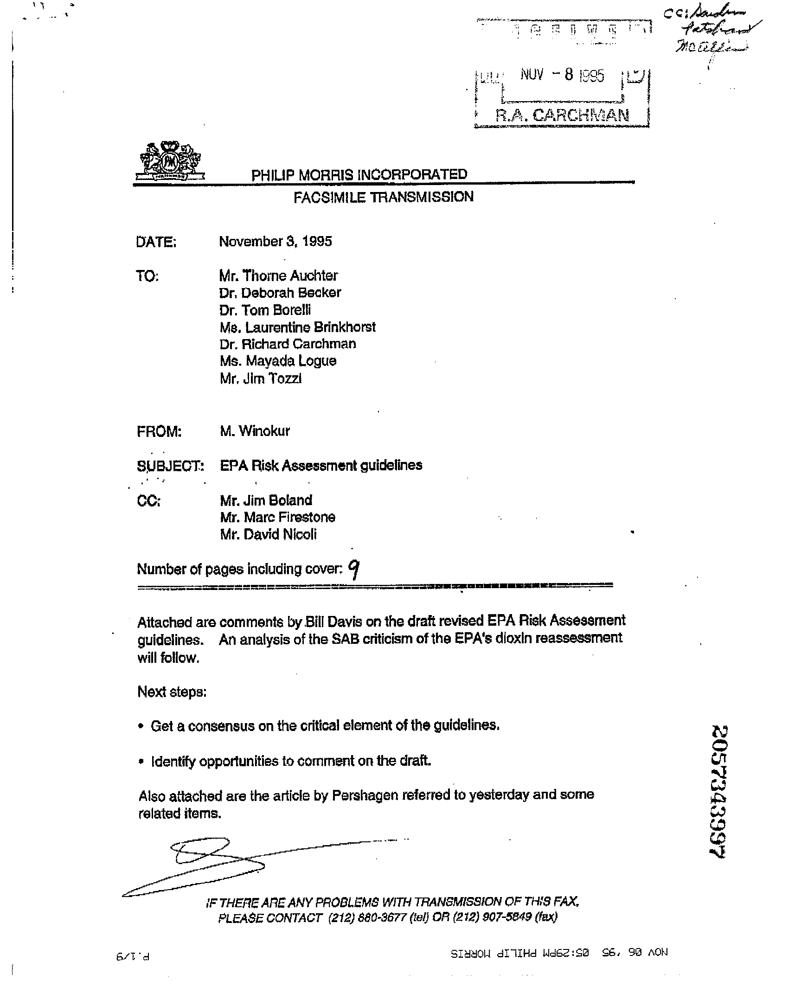 CC:
NOV - 8 1995
R.A. CARCHMAN
PM
PHILIP MORRIS INCORPORATED
FACSIMILE TRANSMISSION
DATE: November 3, 1995
TO: Mr. Thorne Auchter
Dr. Deborah Becker
Dr. Tom Borelli
Ms. Laurentine Brinkhorst
Dr. Richard Carchman
Ms. Mayada Logue
Mr. Jim Tozzi
FROM: M. Winokur
SUBJECT: EPA Risk Assessment guidelines
CC: Mr. Jim Boland
Mr. Marc Firestone
Mr. David Nicoli
Number of pages including cover: 9
Attached are comments by Bill Davis on the draft revised EPA Risk Assessment
guidelines. An analysis of the SAB criticism of the EPA's dioxin reassessment
will follow.
Next steps:
• Get a consensus on the critical element of the guidelines.
• Identify opportunities to comment on the draft.
Also attached are the article by Pershagen referred to yesterday and some
related items.
2057343997
IF THERE ARE ANY PROBLEMS WITH TRANSMISSION OF THIS FAX,
PLEASE CONTACT (212) 880-3677 (tel) OR (212) 907-5849 (fax)
NOV 06 '95 05:29PM PHILIP MORRIS
P.1/9